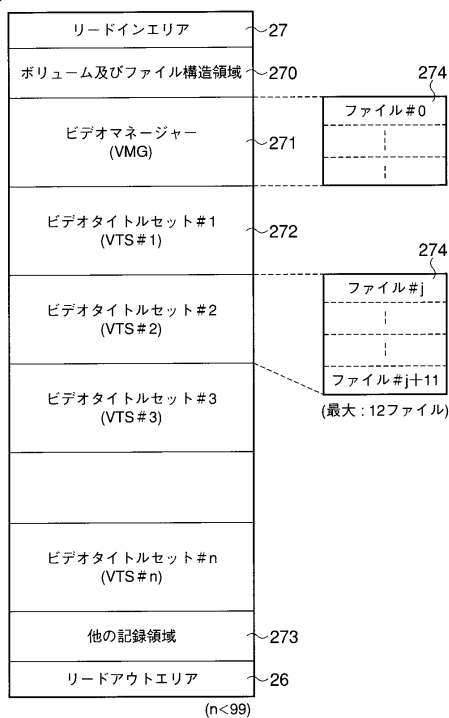 リードインエリア
27
ボリューム及びファイル構造領域
270
274
ビデオマネージャー
(VMG)
271
ファイル#0
ビデオタイトルセット#1
(VTS#1)
272
274
ビデオタイトルセット#2
(VTS#2)
ファイル#j
ファイル#j+11
(最大:12ファイル)
ビデオタイトルセット#3
(VTS#3)
ビデオタイトルセット#n
(VTS#n)
他の記録領域
273
リードアウトエリア
26
(n<99)